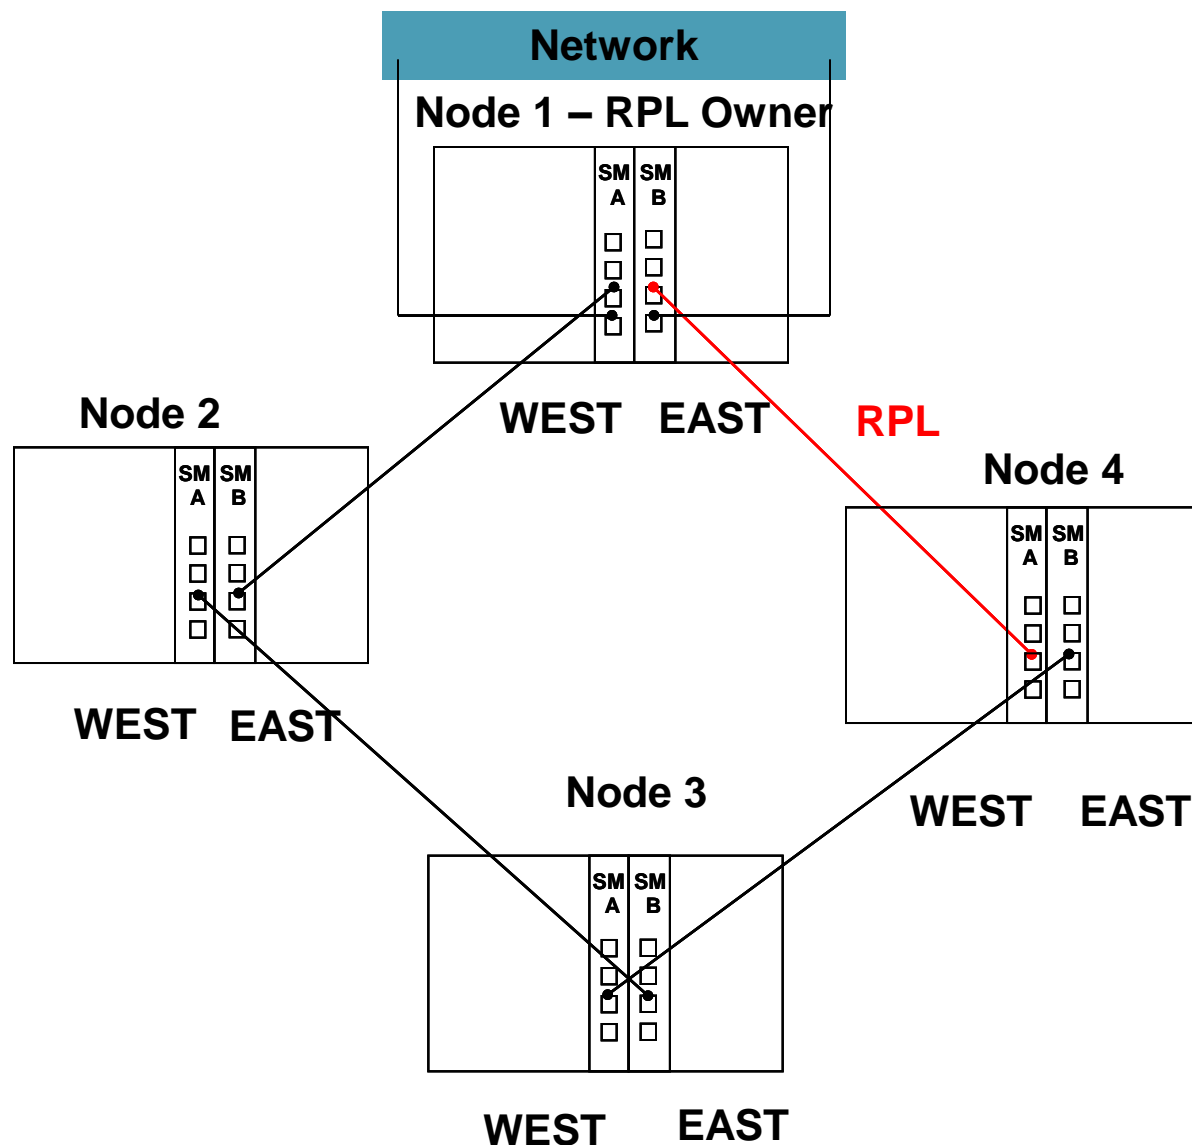 Network
Node 1 – RPL Owner
SM SM
A B
WEST EAST
RPL
Node 2
SM SM
A B
WEST EAST
Node 4
SM SM
A B
WEST EAST
Node 3
SM SM
A B
WEST EAST